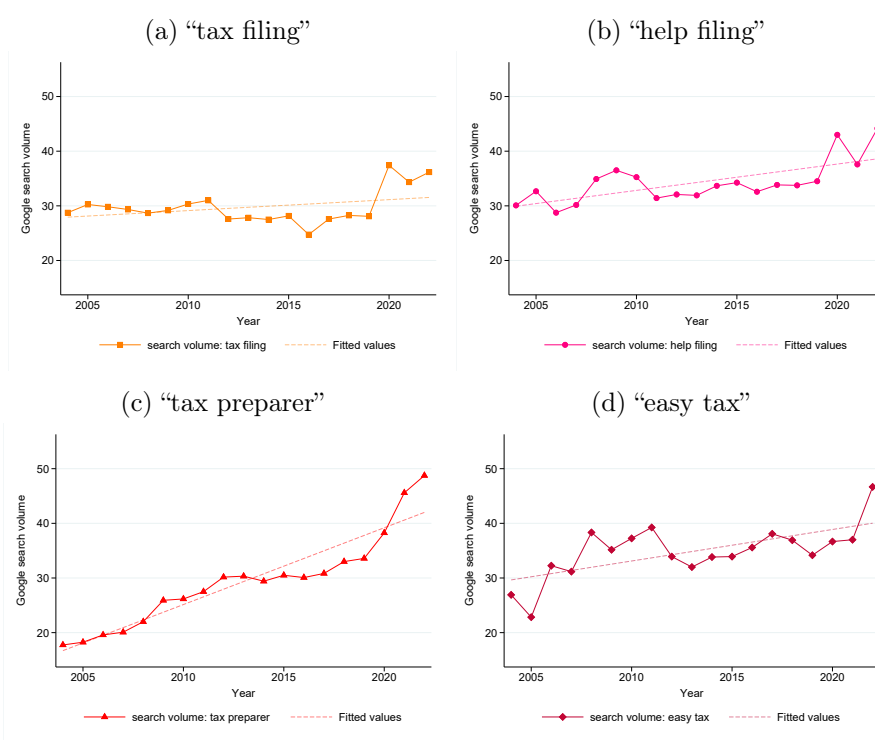 (a) “tax filing”
Google search volume
50
40
30
20
2005 2010 2015 2020
Year
search volume: tax filing Fitted values
(b) “help filing”
Google search volume
50
40
30
20
2005 2010 2015 2020
Year
search volume: help filing Fitted values
(c) “tax preparer”
Google search volume
50
40
30
20
2005 2010 2015 2020
Year
search volume: tax preparer Fitted values
(d) “easy tax”
Google search volume
50
40
30
20
2005 2010 2015 2020
Year
search volume: easy tax Fitted values